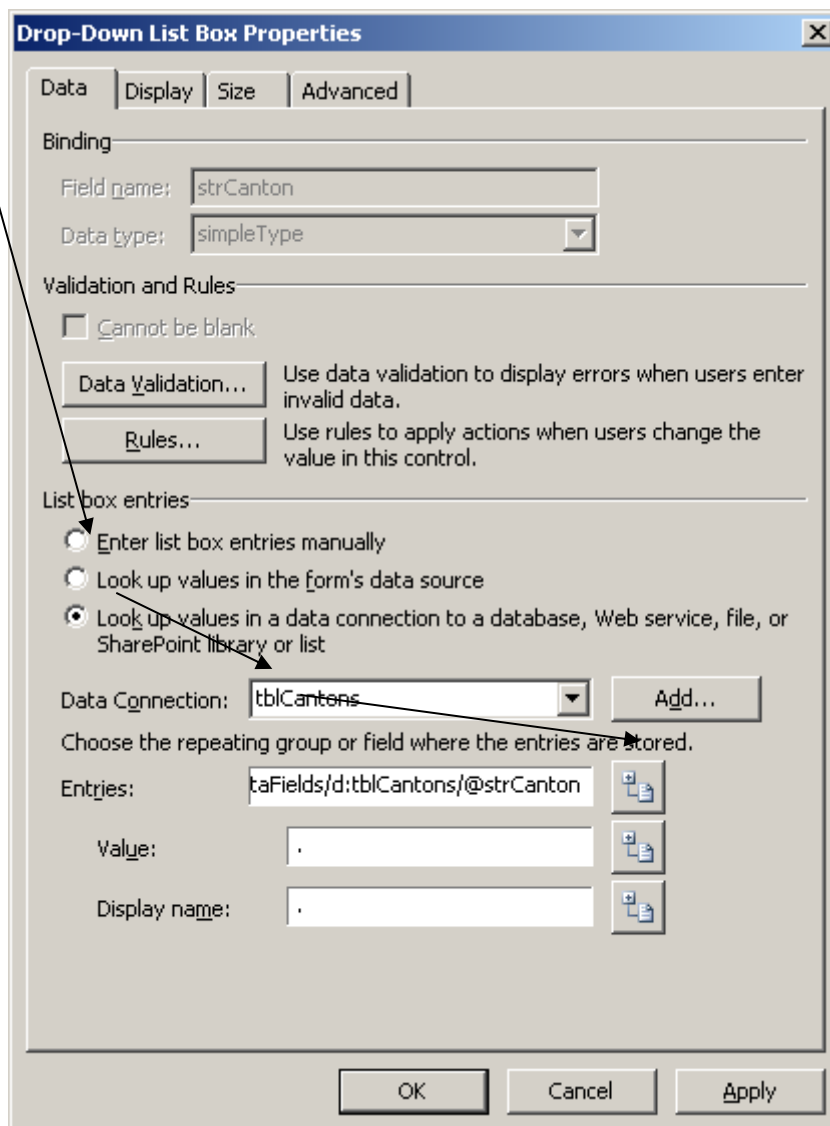 Drop-Down List Box Properties
Data Display Size Advanced
Binding
Field name: strCanton
Data type: simpleType
Validation and Rules
Cannot be blank
Data Validation... Use data validation to display errors when users enter
invalid data.
Rules... Use rules to apply actions when users change the
value in this control.
List box entries
Enter list box entries manually
Look up values in the form's data source
Look up values in a data connection to a database, Web service, file, or
SharePoint library or list
Data Connection: tblCantons Add...
Choose the repeating group or field where the entries are stored.
Entries: taFields/d:tblCantons/@strCanton
Value: .
Display name: .
OK Cancel Apply